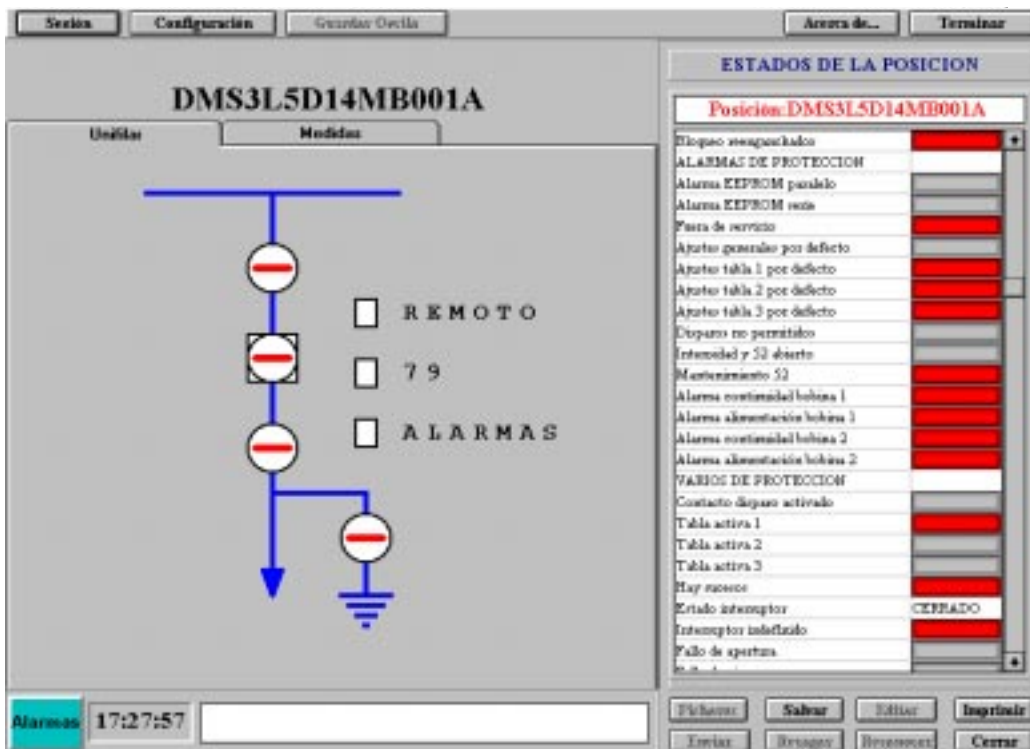 Sesión Configuración Guardar Oscilo Acerca de... Terminar
DMS3L5D14MB001A
Unifilar Medidas
REMOTO
79
ALARMAS
ESTADOS DE LA POSICION
Posición:DMS3L5D14MB001A
Bloqueo reenganchador
ALARMAS DE PROTECCION
Alarma EEPROM paralelo
Alarma EEPROM serie
Fuera de servicio
Ajustes generales por defecto
Ajustes tabla 1 por defecto
Ajustes tabla 2 por defecto
Ajustes tabla 3 por defecto
Disparos no permitidos
Intensidad y 52 abierto
Mantenimiento 52
Alarma continuidad bobina 1
Alarma alimentación bobina 1
Alarma continuidad bobina 2
Alarma alimentación bobina 2
VARIOS DE PROTECCION
Contacto disparo activado
Tabla activa 1
Tabla activa 2
Tabla activa 3
Hay sucesos
Estado interruptor CERRADO
Interruptor indefinido
Fallo de apertura
Alarmas 17:27:57
Ficheros Salvar Editar Imprimir
Enviar Cerrar